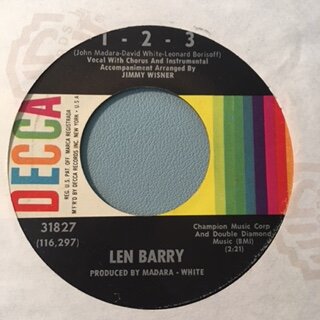 1 - 2 - 3
(John Madara-David White-Leonard Borisoff)
Vocal With Chorus And Instrumental
Accompaniment Arranged By
JIMMY WISNER
DECCA
REG. U.S. PAT. OFF. MARCA REGISTRADA
M'F'R'D BY DECCA RECORDS INC. NEW YORK · U.S.A.
31827
(116,297)
Champion Music Corp
And Double Diamond
Music (BMI)
(2:21)
LEN BARRY
PRODUCED BY MADARA - WHITE